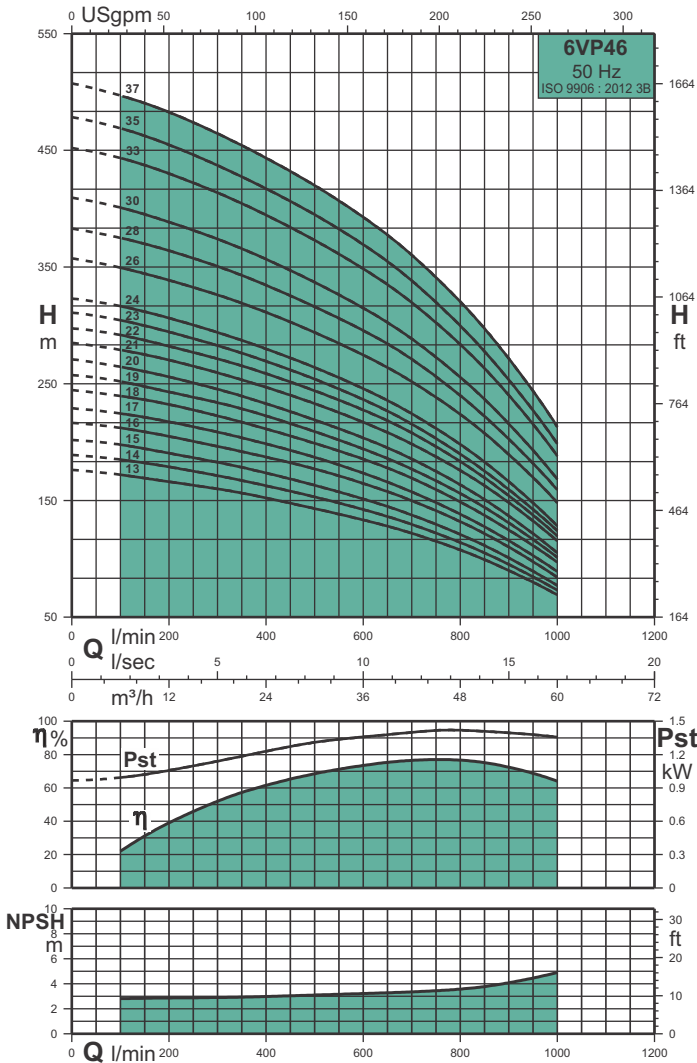 0 USgpm 50 100 150 200 250 300
550
6VP46
50 Hz
ISO 9906 : 2012 3B
37
1664
35
450
33
1364
30
28
350
26
1064
24
H
m
23
H
ft
22
21
20
250
19
764
18
17
16
15
150
14
464
13
50
164
Q l/min 200 400 600 800 1000 1200
0 l/sec 5 10 15 20
0 m³/h 12 24 36 48 60 72
100
η%
1.5
Pst
kW
80
Pst
1.2
60
0.9
40
η
0.6
20
0.3
0
0
10
NPSH
m
8
30
ft
6
20
4
2
10
0
0
Q l/min 200 400 600 800 1000 1200